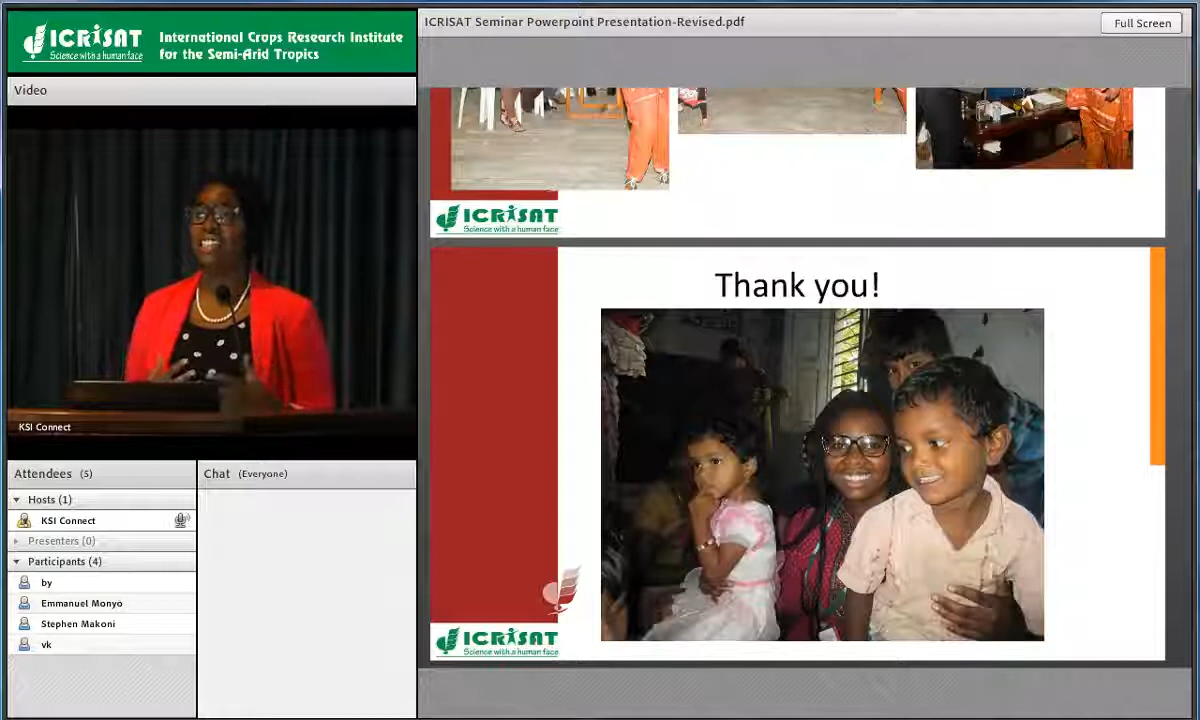 ICRISAT
Science with a human face
International Crops Research Institute
for the Semi-Arid Tropics
Video
KSI Connect
Attendees (5)
Hosts (1)
KSI Connect
Presenters (0)
Participants (4)
by
Emmanuel Monyo
Stephen Makoni
vk
Chat (Everyone)
ICRISAT Seminar Powerpoint Presentation-Revised.pdf
Full Screen
ICRISAT
Science with a human face
Thank you!
ICRISAT
Science with a human face